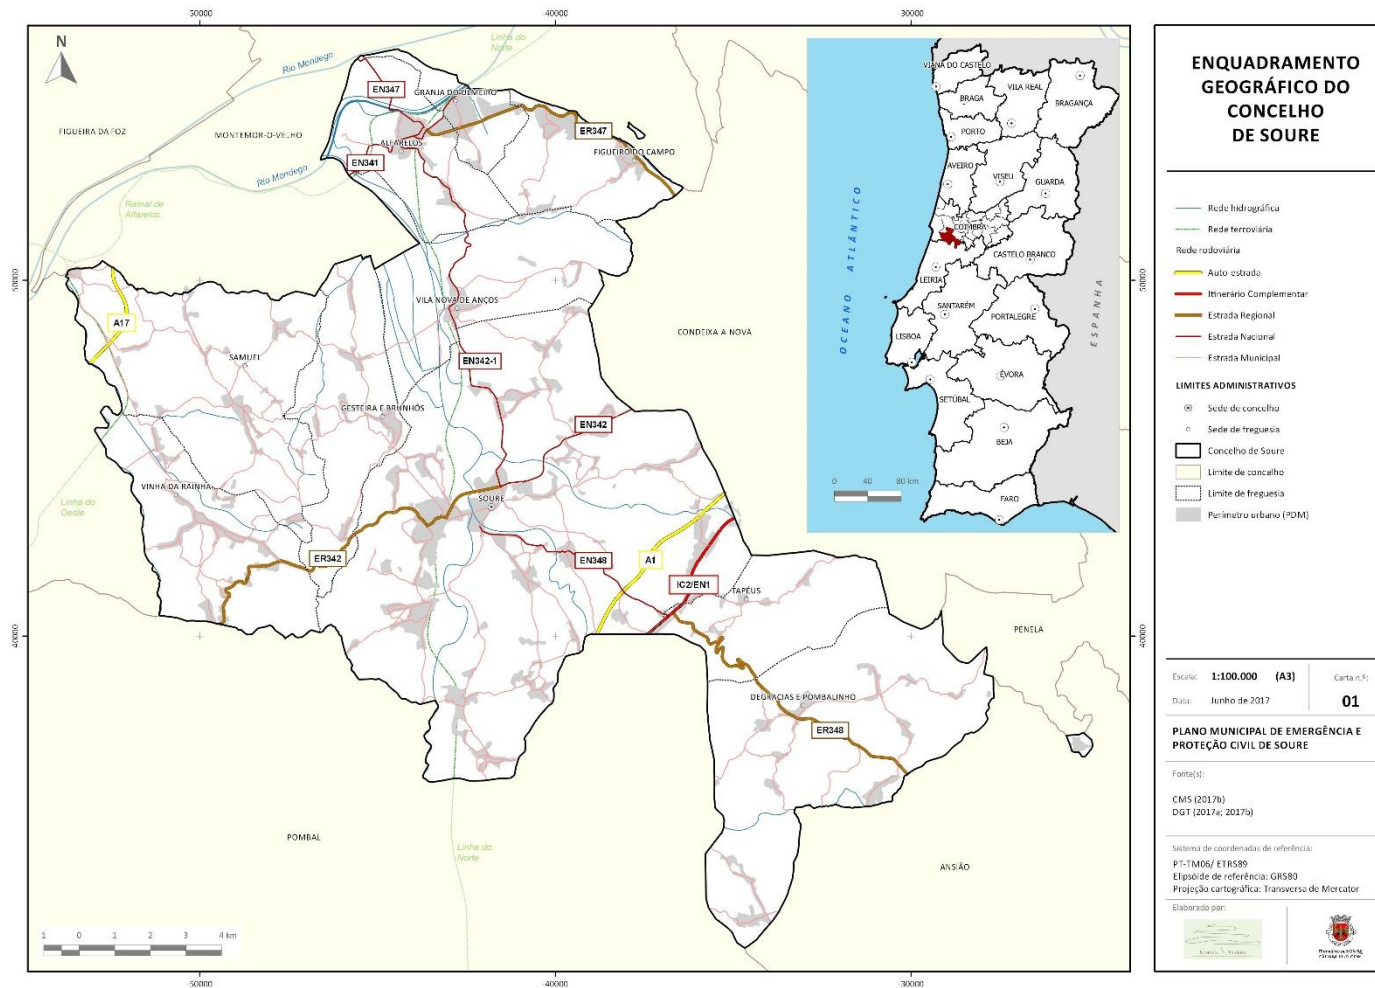 -50000
-40000
-30000
N
Rio Mondego
Linha do
Norte
EN347
GRANJA DO ULMEIRO
FIGUEIRA DA FOZ
MONTEMOR-O-VELHO
ALFARELOS
ER347
FIGUEIRÓ DO CAMPO
EN341
Rio Mondego
Ramal de
Alfarelos
50000
50000
A17
VILA NOVA DE ANÇOS
CONDEIXA A NOVA
SAMUEL
EN342-1
GESTEIRA E BRUNHÓS
EN342
VINHA DA RAINHA
SOURE
Linha do
Oeste
ER342
EN348
A1
IC2/EN1
TAPÉUS
40000
40000
PENELA
DEGRACIAS E POMBALINHO
ER348
POMBAL
Linha do
Norte
ANSIÃO
1 0 1 2 3 4 km
-50000
-40000
-30000
VIANA DO CASTELO
VILA REAL
BRAGANÇA
BRAGA
PORTO
AVEIRO
VISEU
GUARDA
COIMBRA
CASTELO BRANCO
LEIRIA
SANTARÉM
PORTALEGRE
LISBOA
ÉVORA
SETÚBAL
BEJA
FARO
OCEANO ATLÂNTICO
ESPANHA
0 40 80 km
ENQUADRAMENTO
GEOGRÁFICO DO
CONCELHO
DE SOURE
Rede hidrográfica
Rede ferroviária
Rede rodoviária
Auto-estrada
Itinerário Complementar
Estrada Regional
Estrada Nacional
Estrada Municipal
LIMITES ADMINISTRATIVOS
Sede de concelho
Sede de freguesia
Concelho de Soure
Limite de concelho
Limite de freguesia
Perímetro urbano (PDM)
Escala: 1:100.000 (A3)
Carta n.º:
Data: Junho de 2017
01
PLANO MUNICIPAL DE EMERGÊNCIA E
PROTEÇÃO CIVIL DE SOURE
Fonte(s):
CMS (2017b)
DGT (2017a; 2017b)
Sistema de coordenadas de referência:
PT-TM06/ ETRS89
Elipsóide de referência: GRS80
Projeção cartográfica: Transversa de Mercator
Elaborado por: